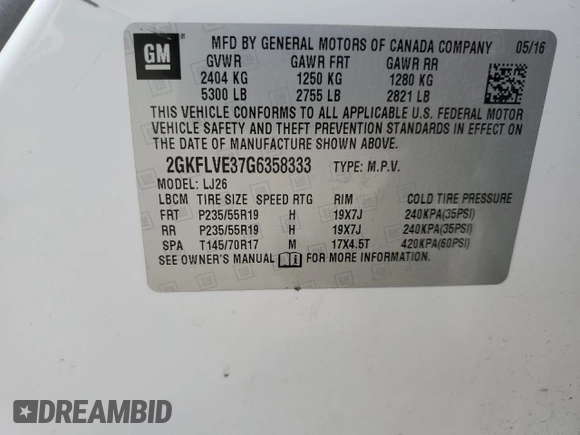 GM MFD BY GENERAL MOTORS OF CANADA COMPANY 05/16
GVWR GAWR FRT GAWR RR
2404 KG 1250 KG 1280 KG
5300 LB 2755 LB 2821 LB
THIS VEHICLE CONFORMS TO ALL APPLICABLE U.S. FEDERAL MOTOR
VEHICLE SAFETY AND THEFT PREVENTION STANDARDS IN EFFECT ON
THE DATE OF MANUFACTURE SHOWN ABOVE.
2GKFLVE37G6358333 TYPE: M.P.V.
MODEL: LJ26
LBCM TIRE SIZE SPEED RTG RIM COLD TIRE PRESSURE
FRT P235/55R19 H 19X7J 240KPA(35PSI)
RR P235/55R19 H 19X7J 240KPA(35PSI)
SPA T145/70R17 M 17X4.5T 420KPA(60PSI)
SEE OWNER'S MANUAL FOR MORE INFORMATION.
DREAMBID